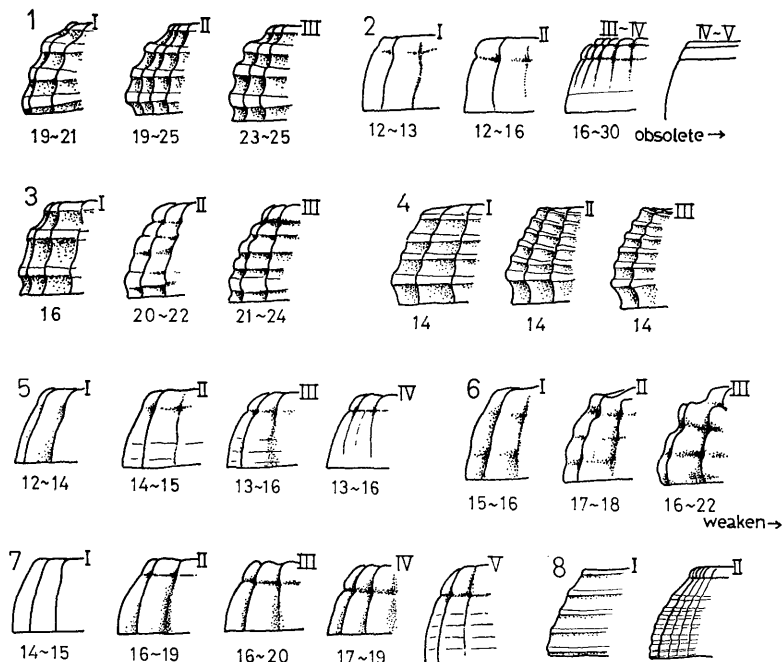 1 I II III
19~21 19~25 23~25
2 I II III~IV IV~V
12~13 12~16 16~30 obsolete→
3 I II III
16 20~22 21~24
4 I II III
14 14 14
5 I II III IV
12~14 14~15 13~16 13~16
6 I II III
15~16 17~18 16~22
weaken→
7 I II III IV V
14~15 16~19 16~20 17~19
8 I II